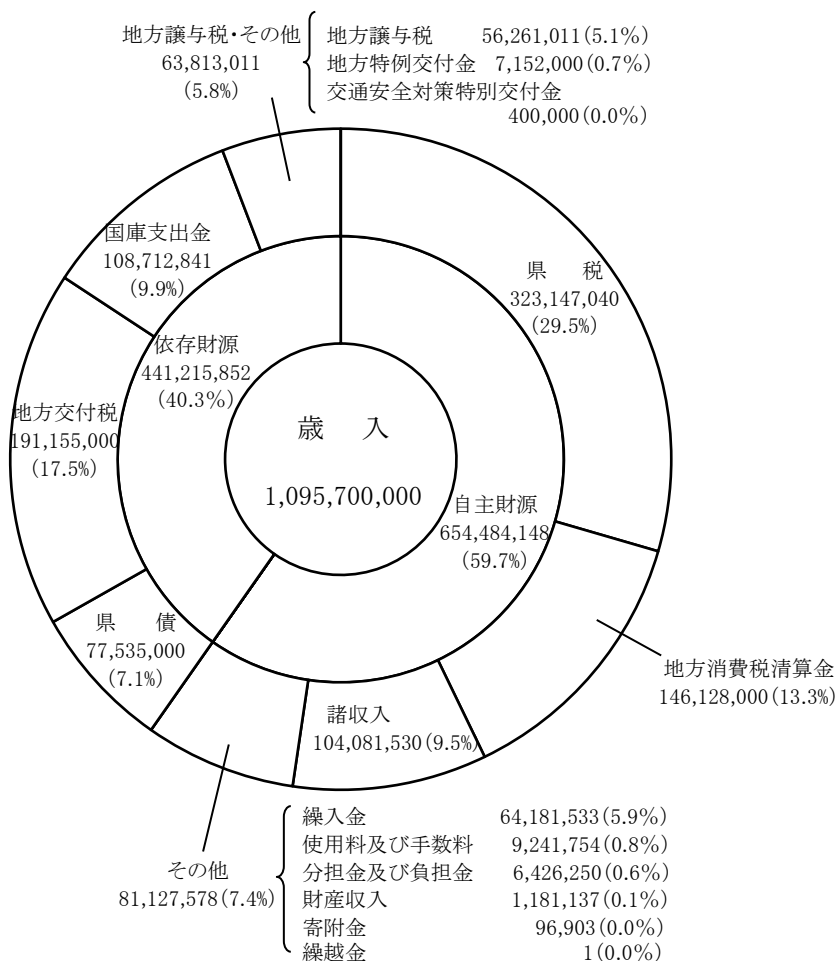 地方譲与税・その他
63,813,011
(5.8%)
地方譲与税 56,261,011(5.1%)
地方特例交付金 7,152,000(0.7%)
交通安全対策特別交付金
400,000(0.0%)
国庫支出金
108,712,841
(9.9%)
県 税
323,147,040
(29.5%)
依存財源
441,215,852
(40.3%)
地方交付税
191,155,000
(17.5%)
歳 入
1,095,700,000
自主財源
654,484,148
(59.7%)
県 債
77,535,000
(7.1%)
地方消費税清算金
146,128,000(13.3%)
諸収入
104,081,530(9.5%)
その他
81,127,578(7.4%)
繰入金 64,181,533(5.9%)
使用料及び手数料 9,241,754(0.8%)
分担金及び負担金 6,426,250(0.6%)
財産収入 1,181,137(0.1%)
寄附金 96,903(0.0%)
繰越金 1(0.0%)